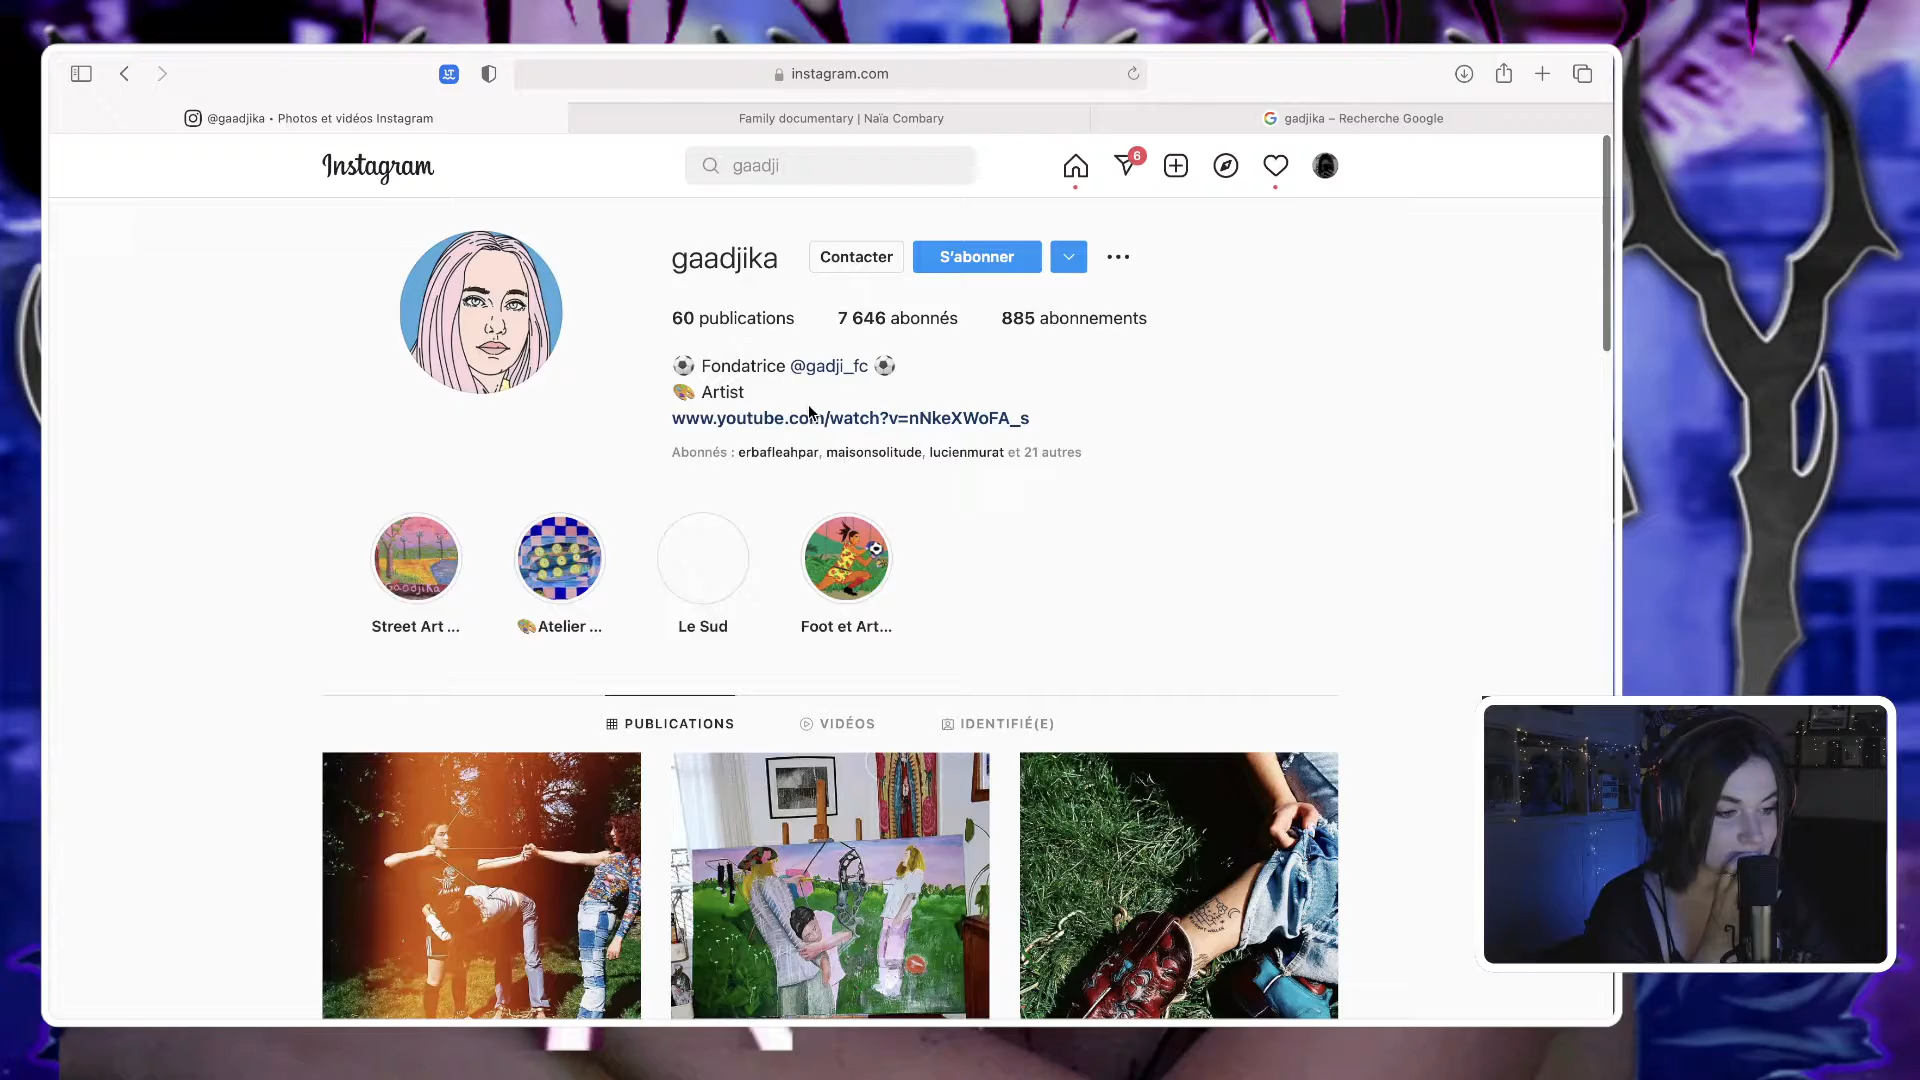 instagram.com
@gaadjika • Photos et vidéos Instagram
Family documentary | Naïa Combary
gadjika – Recherche Google
Instagram
gaadji
6
gaadjika
Contacter
S'abonner
60 publications
7 646 abonnés
885 abonnements
⚽ Fondatrice @gadji_fc ⚽
🎨 Artist
www.youtube.com/watch?v=nNkeXWoFA_s
Abonnés : erbafleahpar, maisonsolitude, lucienmurat et 21 autres
gaadjika
Street Art ...
🎨Atelier ...
Le Sud
Foot et Art...
PUBLICATIONS
VIDÉOS
IDENTIFIÉ(E)